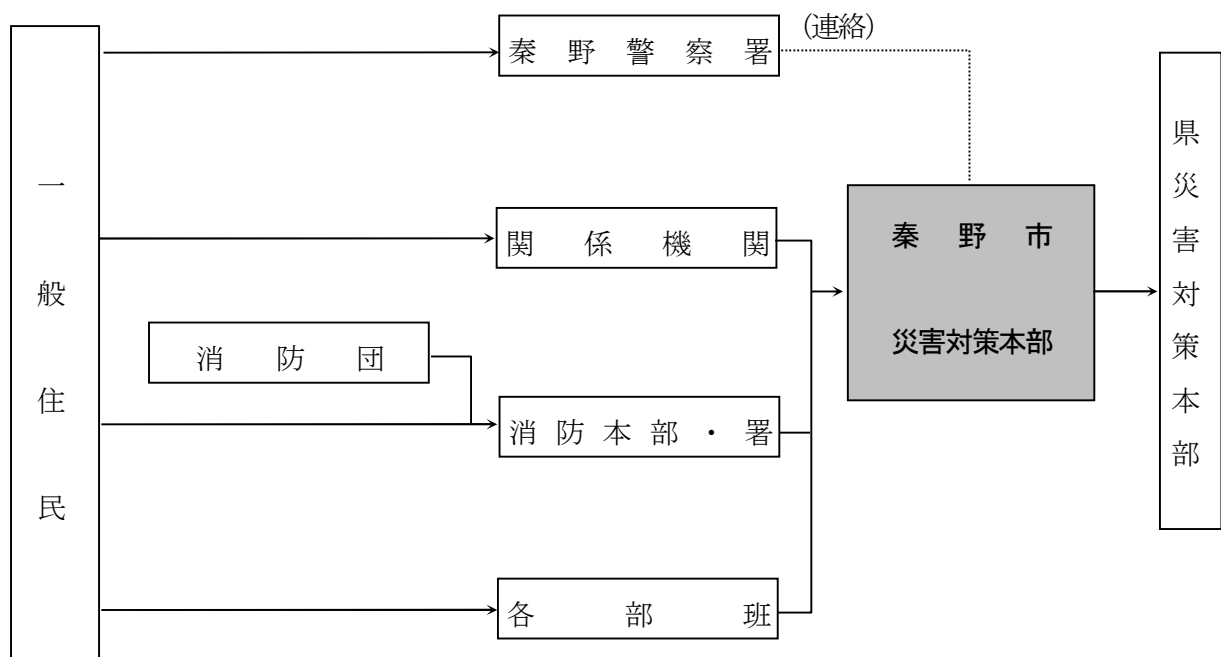 一般住民
秦野警察署
(連絡)
関係機関
消防団
消防本部・署
各部班
秦野市
災害対策本部
県災害対策本部